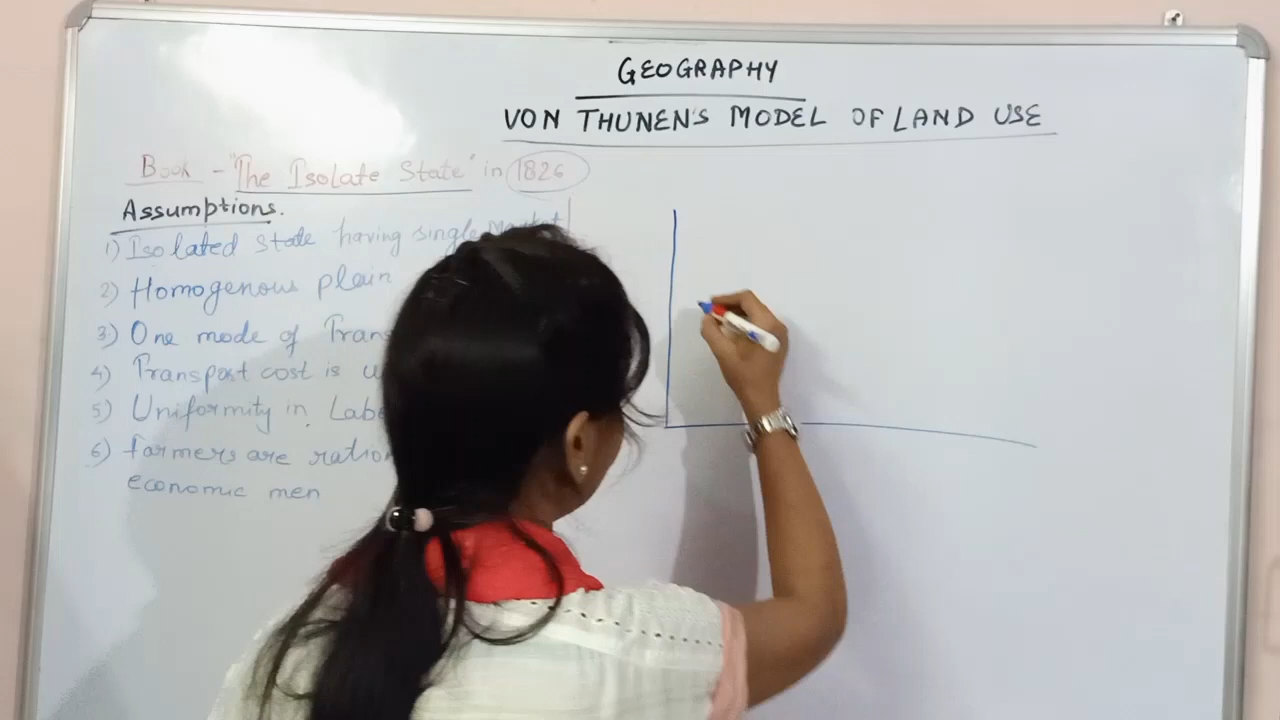 GEOGRAPHY
VON THUNEN'S MODEL OF LAND USE
Book - "The Isolate State" in 1826
Assumptions.
1) Isolated State having single Market
2) Homogenous plain
3) One mode of
4) Transport cost is
5) Uniformity in
6) farmers are
economic men